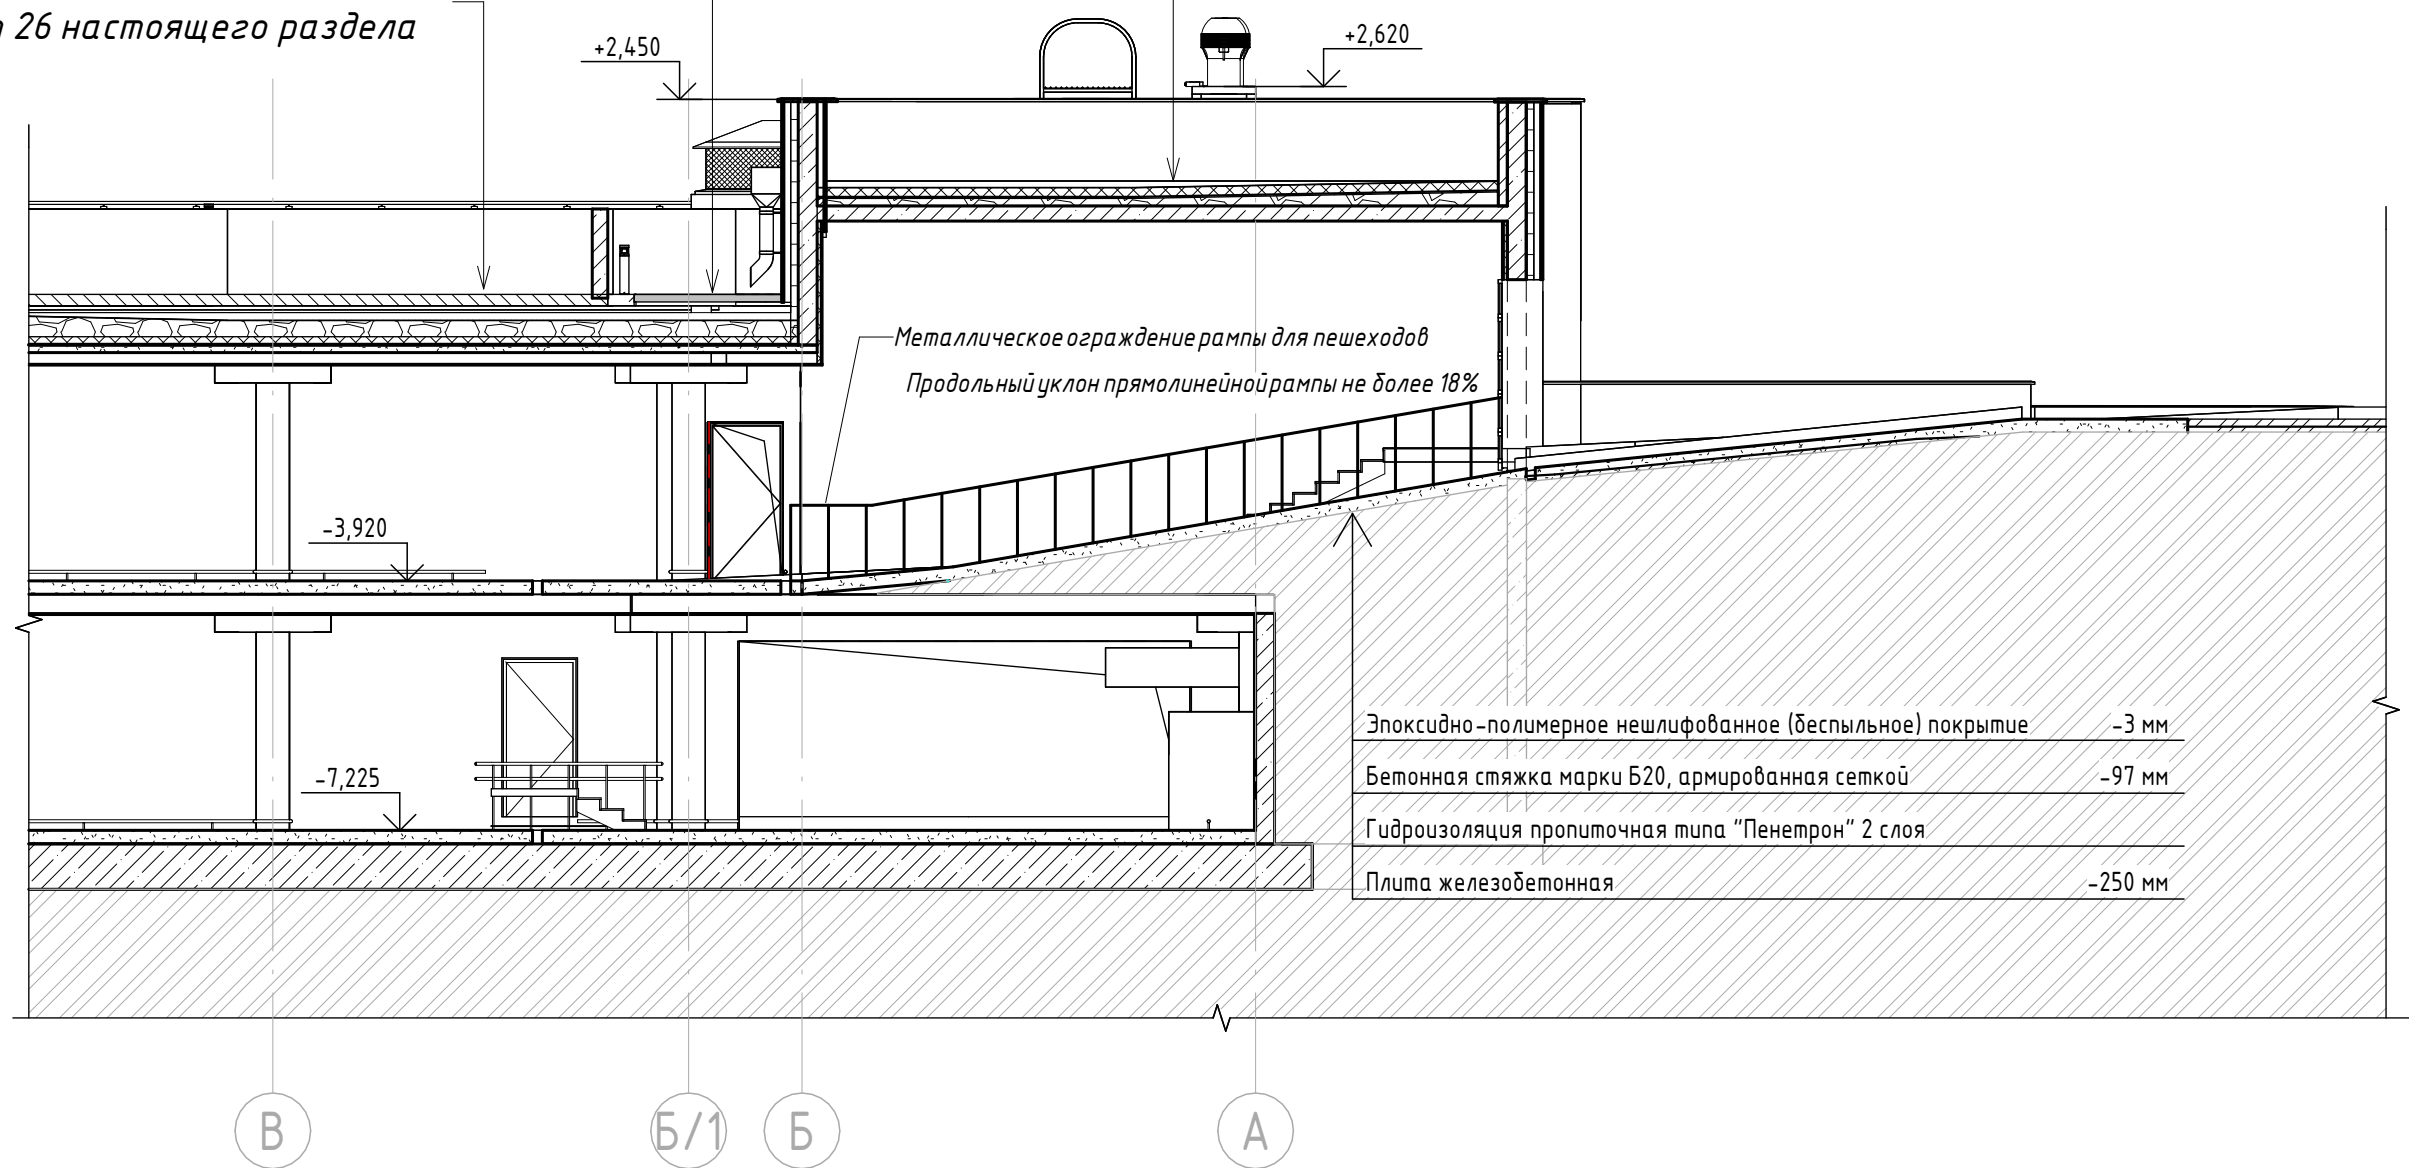 26 настоящего раздела
+2,450
+2,620
Металлическое ограждение рампы для пешеходов
Продольный уклон прямолинейной рампы не более 18%
-3,920
-7,225
Эпоксидно-полимерное нешлифованное (беспыльное) покрытие -3 мм
Бетонная стяжка марки Б20, армированная сеткой -97 мм
Гидроизоляция пропиточная типа "Пенетрон" 2 слоя
Плита железобетонная -250 мм
В Б/1 Б А